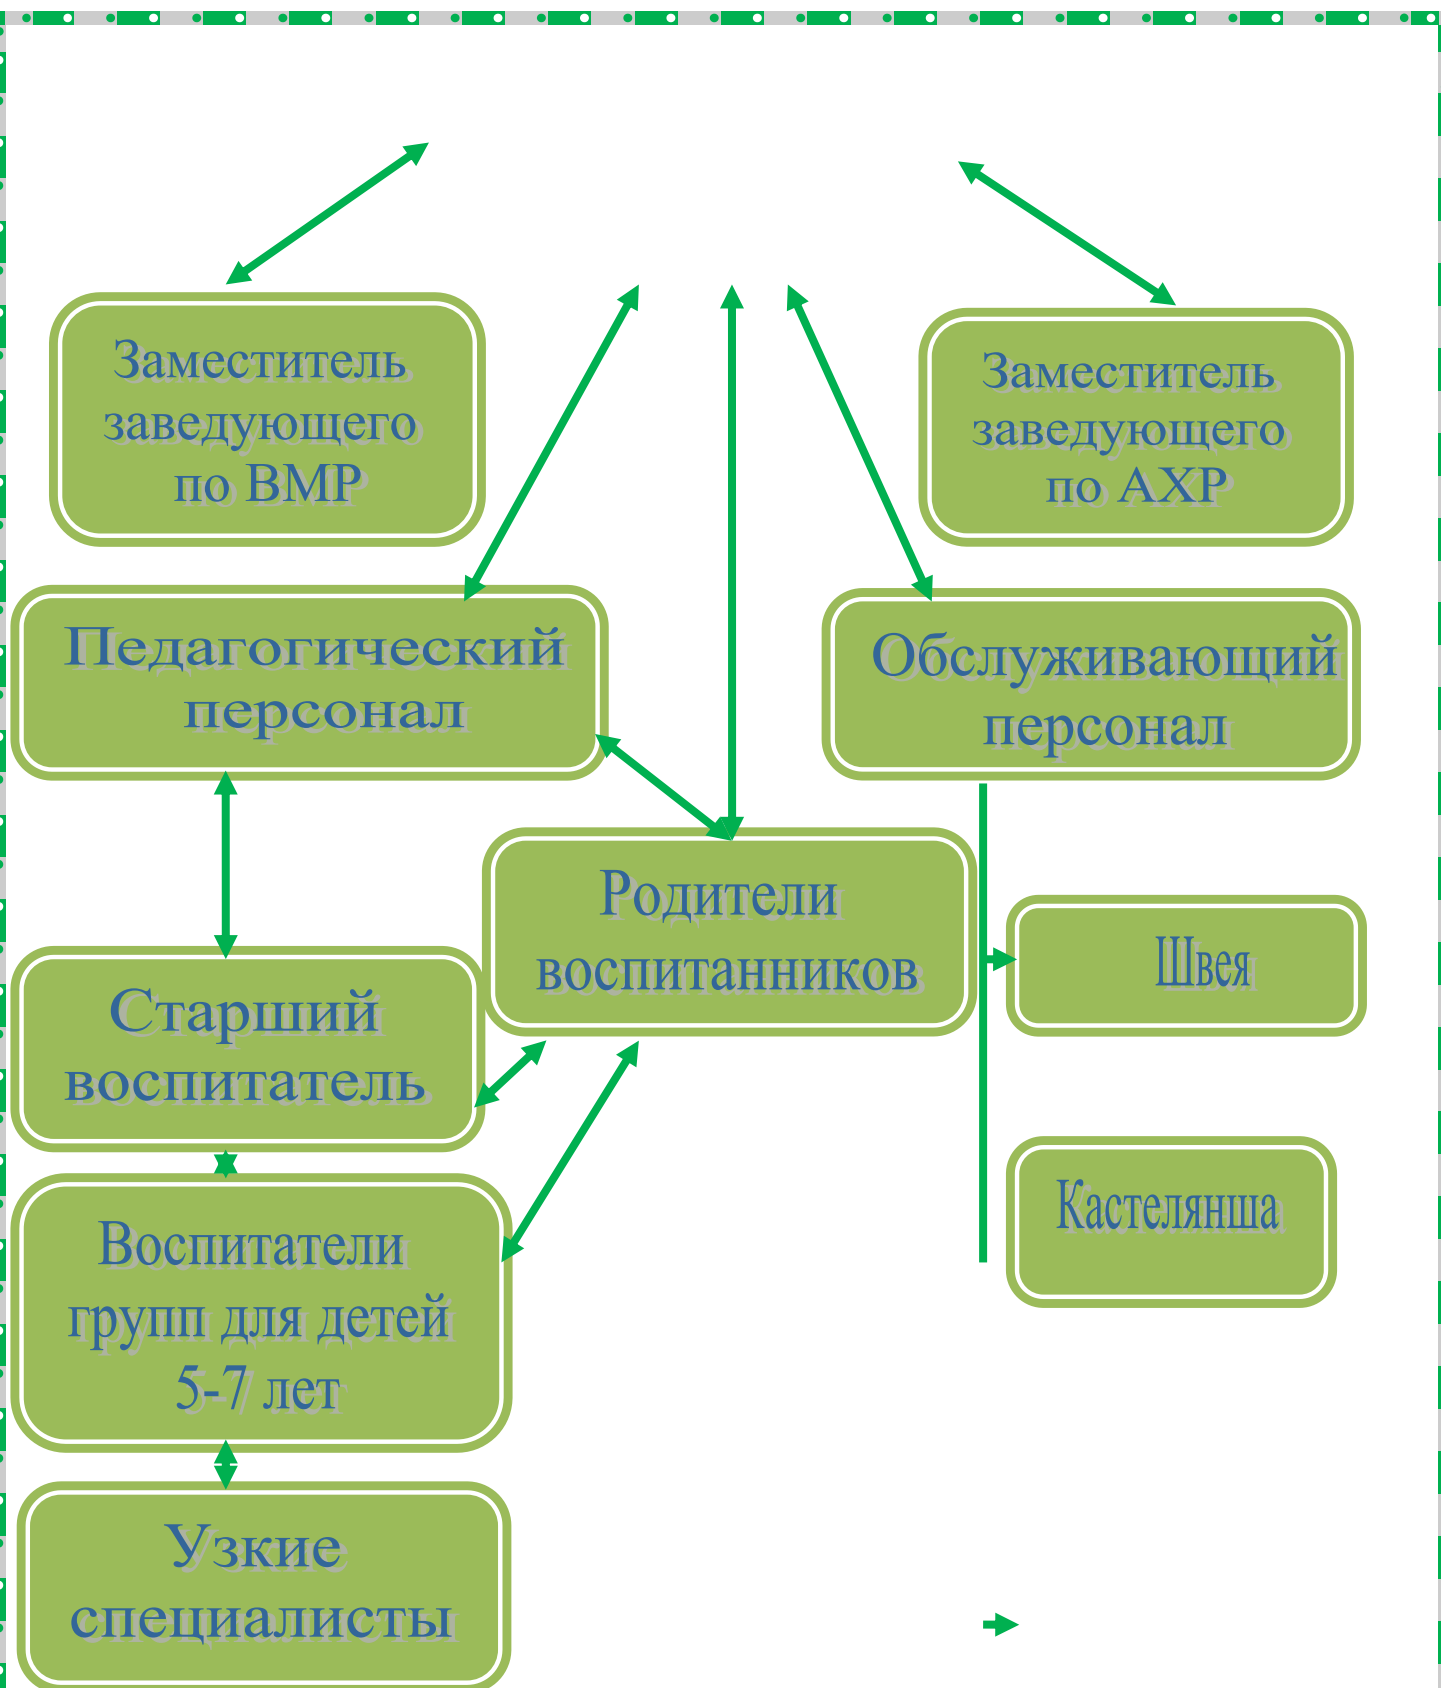 Заместитель
заведующего
по ВМР
Заместитель
заведующего
по АХР
Педагогический
персонал
Обслуживающий
персонал
Родители
воспитанников
Швея
Старший
воспитатель
Кастелянша
Воспитатели
групп для детей
5-7 лет
Узкие
специалисты